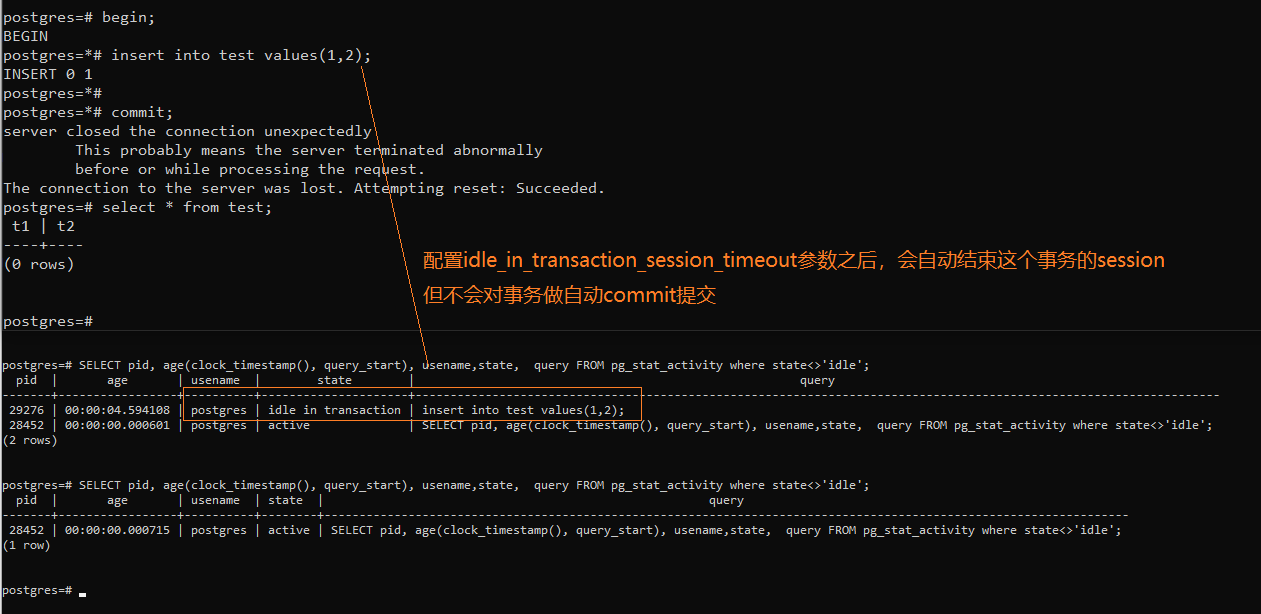 postgres=# begin;
BEGIN
postgres=*# insert into test values(1,2);
INSERT 0 1
postgres=*#
postgres=*# commit;
server closed the connection unexpectedly
        This probably means the server terminated abnormally
        before or while processing the request.
The connection to the server was lost. Attempting reset: Succeeded.
postgres=# select * from test;
 t1 | t2
----+----
(0 rows)
配置idle_in_transaction_session_timeout参数之后，会自动结束这个事务的session
但不会对事务做自动commit提交
postgres=#
postgres=# SELECT pid, age(clock_timestamp(), query_start), usename,state,  query FROM pg_stat_activity where state<>'idle';
  pid  |       age       | usename  |        state        |                                                      query
-------+-----------------+----------+---------------------+------------------------------------------------------------------------------------------------------------------
 29276 | 00:00:04.594108 | postgres | idle in transaction | insert into test values(1,2);
 28452 | 00:00:00.000601 | postgres | active              | SELECT pid, age(clock_timestamp(), query_start), usename,state,  query FROM pg_stat_activity where state<>'idle';
(2 rows)
postgres=# SELECT pid, age(clock_timestamp(), query_start), usename,state,  query FROM pg_stat_activity where state<>'idle';
  pid  |       age       | usename  | state  |                                                      query
-------+-----------------+----------+--------+------------------------------------------------------------------------------------------------------------------
 28452 | 00:00:00.000715 | postgres | active | SELECT pid, age(clock_timestamp(), query_start), usename,state,  query FROM pg_stat_activity where state<>'idle';
(1 row)
postgres=#